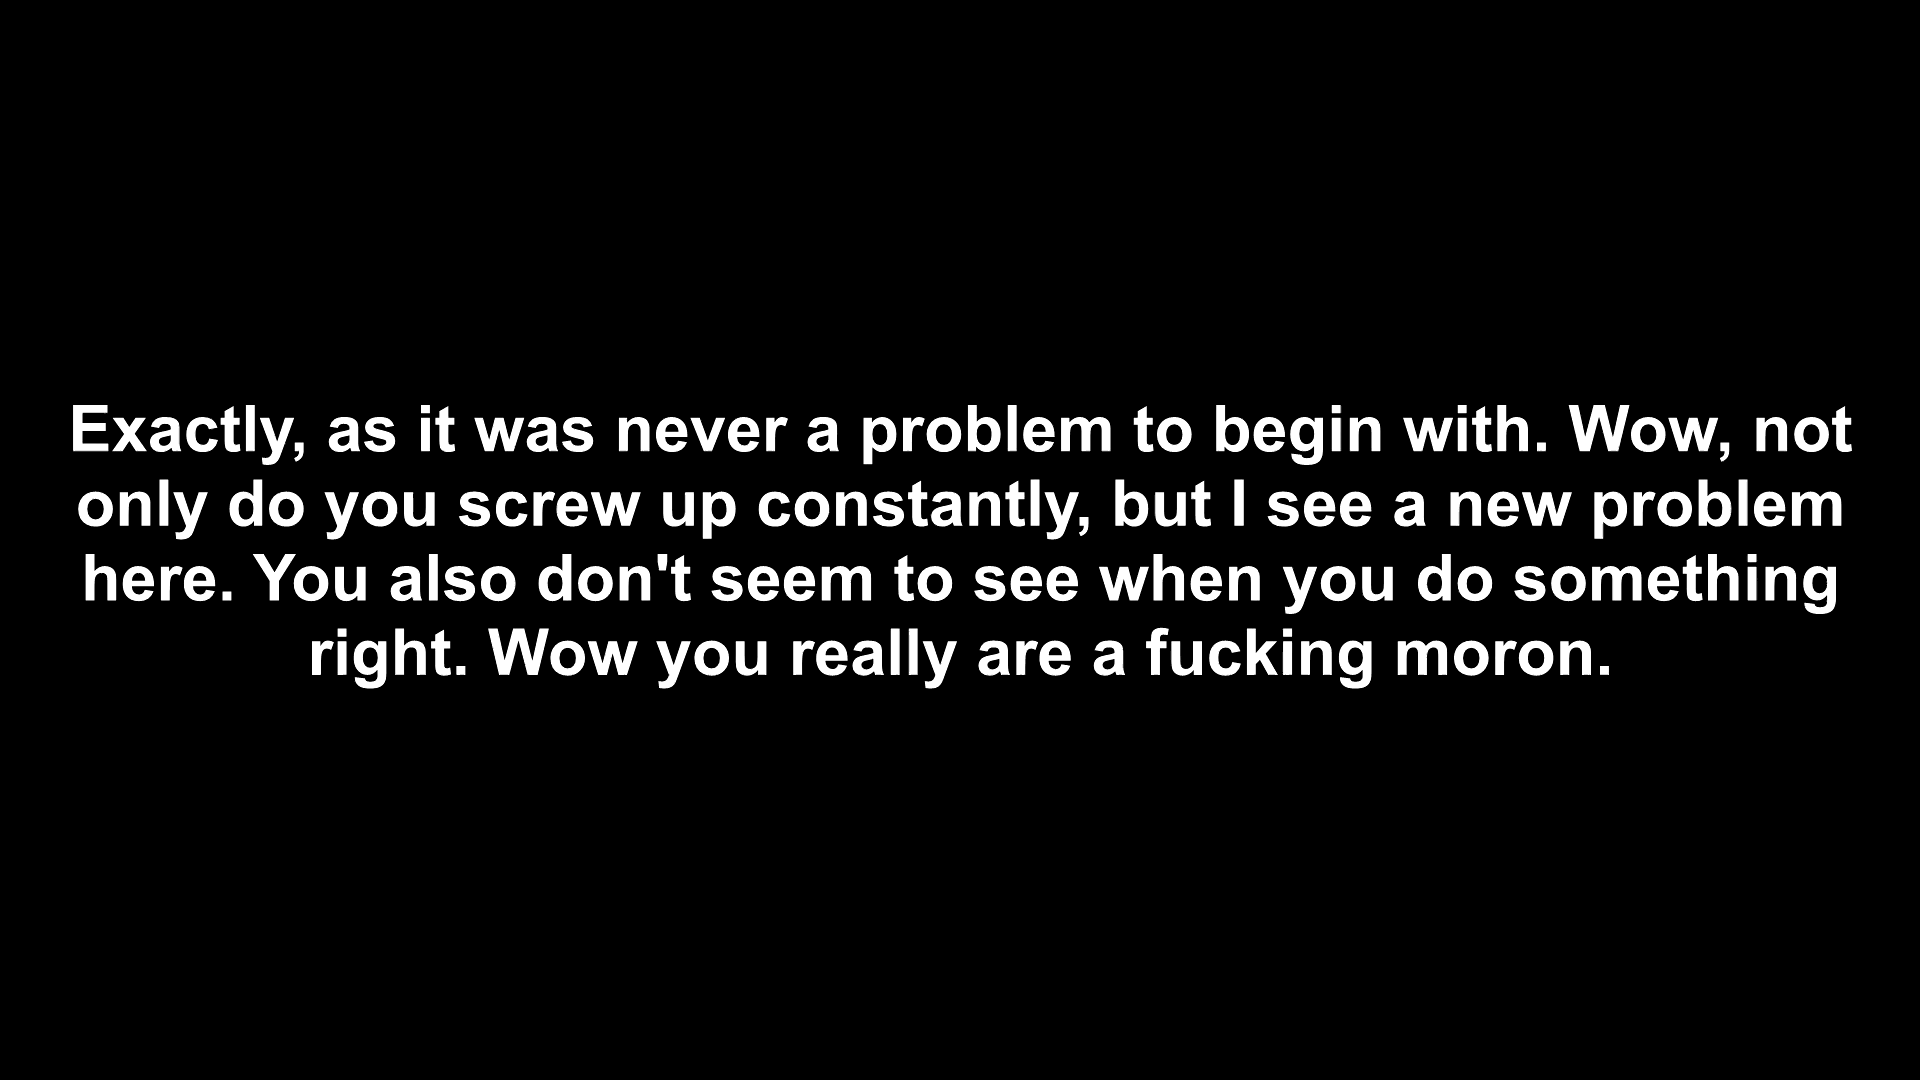 Exactly, as it was never a problem to begin with. Wow, not
only do you screw up constantly, but I see a new problem
here. You also don't seem to see when you do something
right. Wow you really are a fucking moron.